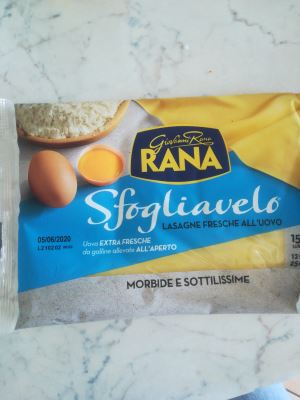 Giovanni Rana
RANA
Sfogliavelo
LASAGNE FRESCHE ALL'UOVO
05/06/2020
Uova EXTRA FRESCHE
da galline allevate ALL'APERTO
MORBIDE E SOTTILISSIME